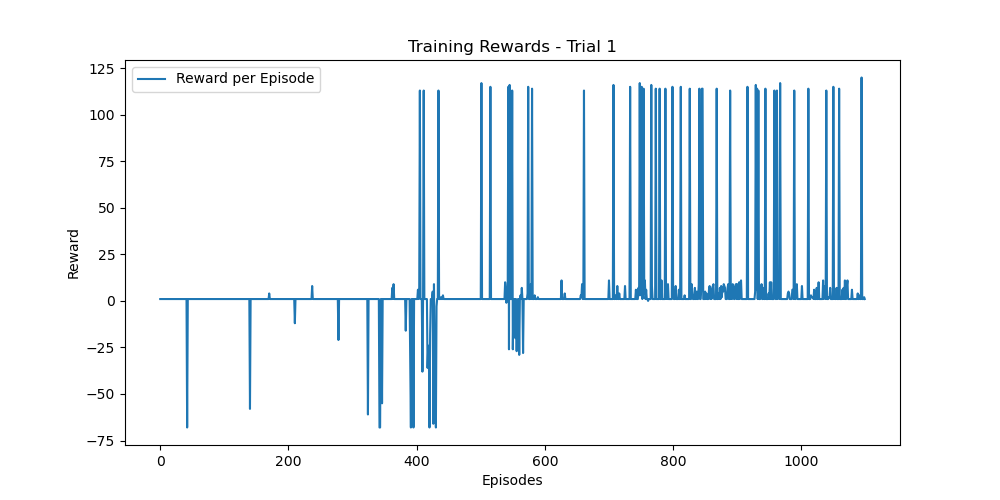 Training Rewards - Trial 1
Reward per Episode
125
100
75
50
25
0
−25
−50
−75
Reward
0 200 400 600 800 1000
Episodes